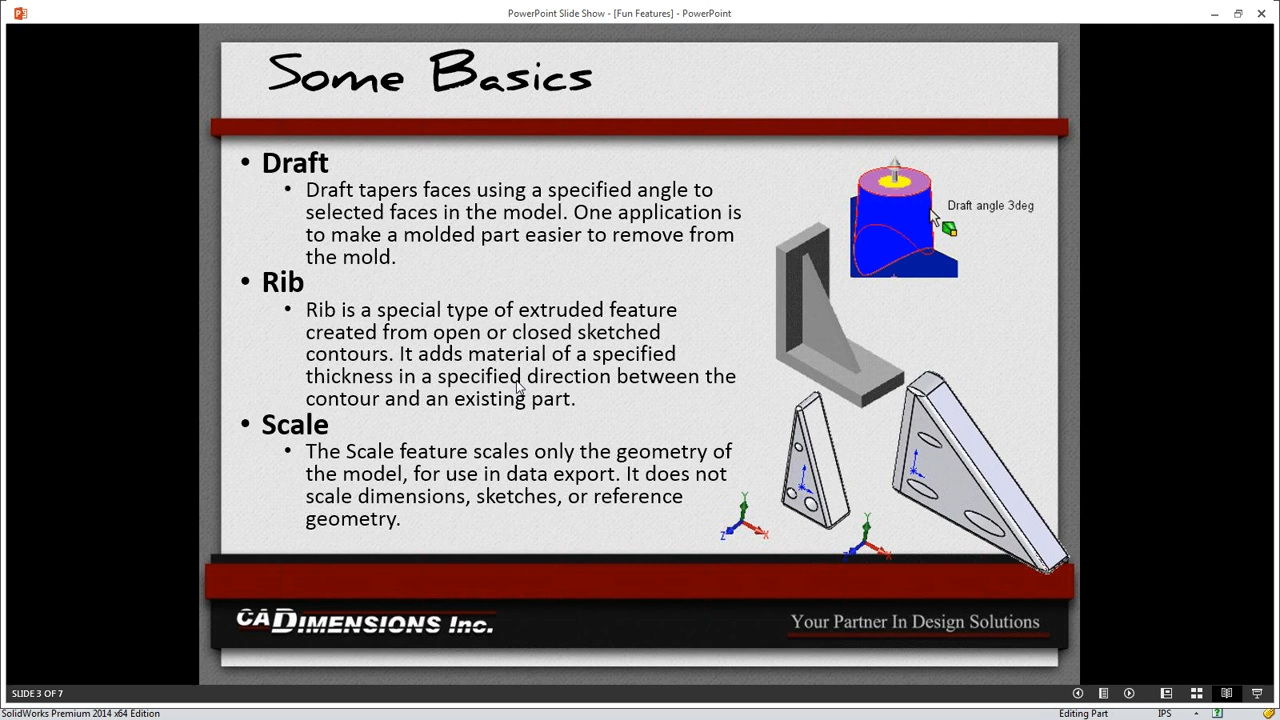 PowerPoint Slide Show - [Fun Features] - PowerPoint
Some Basics
• Draft
• Draft tapers faces using a specified angle to
selected faces in the model. One application is
to make a molded part easier to remove from
the mold.
Draft angle 3deg
• Rib
• Rib is a special type of extruded feature
created from open or closed sketched
contours. It adds material of a specified
thickness in a specified direction between the
contour and an existing part.
• Scale
• The Scale feature scales only the geometry of
the model, for use in data export. It does not
scale dimensions, sketches, or reference
geometry.
Y
Z
X
Y
Z
X
CADIMENSIONS INC.
Your Partner In Design Solutions
SLIDE 3 OF 7
SolidWorks Premium 2014 x64 Edition
Editing Part
IPS